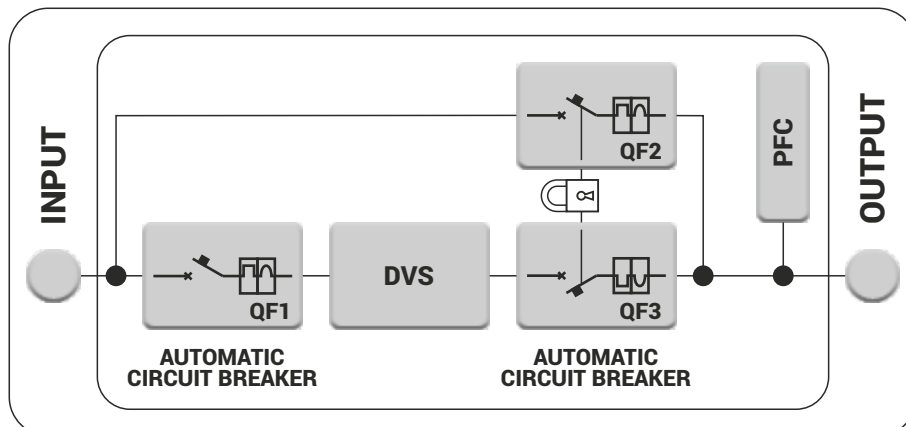 INPUT
QF2
PFC
OUTPUT
QF1
DVS
QF3
AUTOMATIC
CIRCUIT BREAKER
AUTOMATIC
CIRCUIT BREAKER